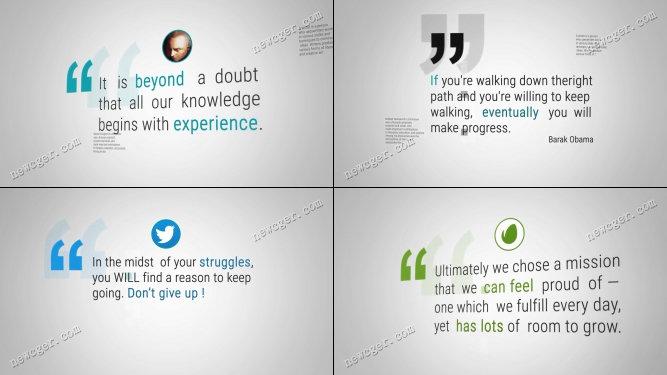 newcger.com
It is beyond a doubt
that all our knowledge
begins with experience.
newcger.com
newcger.com
If you're walking down theright
path and you're willing to keep
walking, eventually you will
make progress.
Barak Obama
newcger.com
newcger.com
In the midst of your struggles,
you WILL find a reason to keep
going. Don't give up !
newcger.com
newcger.com
Ultimately we chose a mission
that we can feel proud of —
one which we fulfill every day,
yet has lots of room to grow.
newcger.com